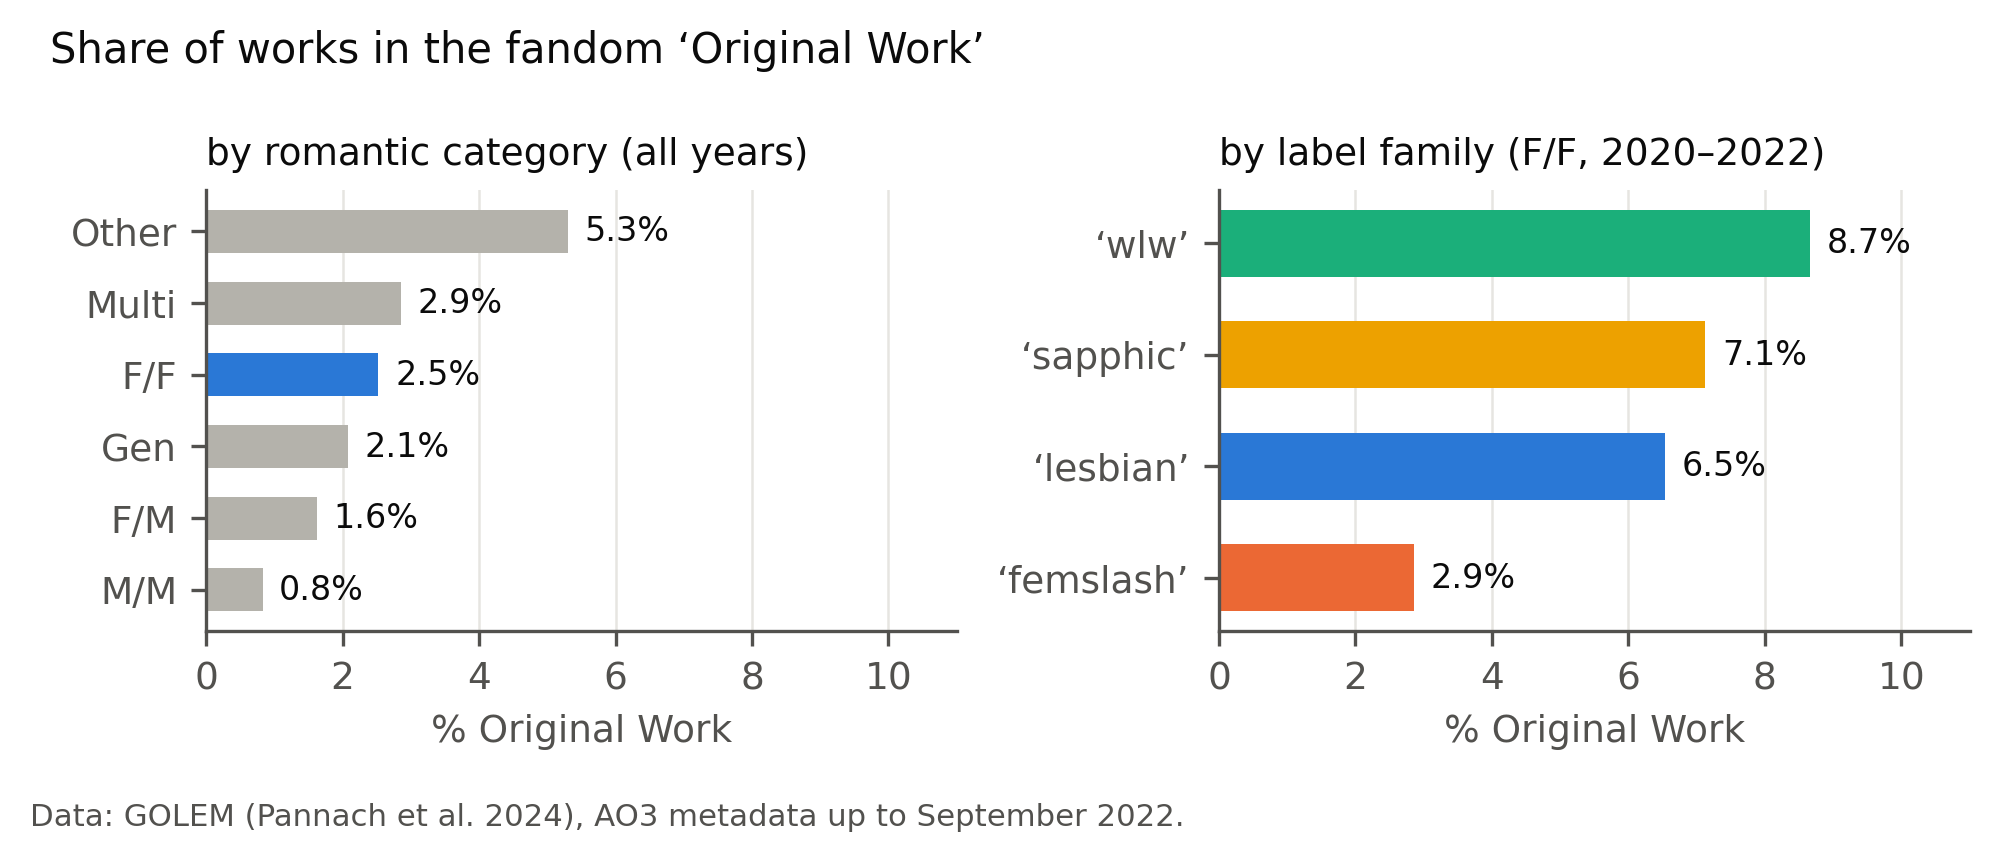 Share of works in the fandom ‘Original Work’
by romantic category (all years)
Other 5.3%
Multi 2.9%
F/F 2.5%
Gen 2.1%
F/M 1.6%
M/M 0.8%
0 2 4 6 8 10
% Original Work
by label family (F/F, 2020–2022)
‘wlw’ 8.7%
‘sapphic’ 7.1%
‘lesbian’ 6.5%
‘femslash’ 2.9%
0 2 4 6 8 10
% Original Work
Data: GOLEM (Pannach et al. 2024), AO3 metadata up to September 2022.